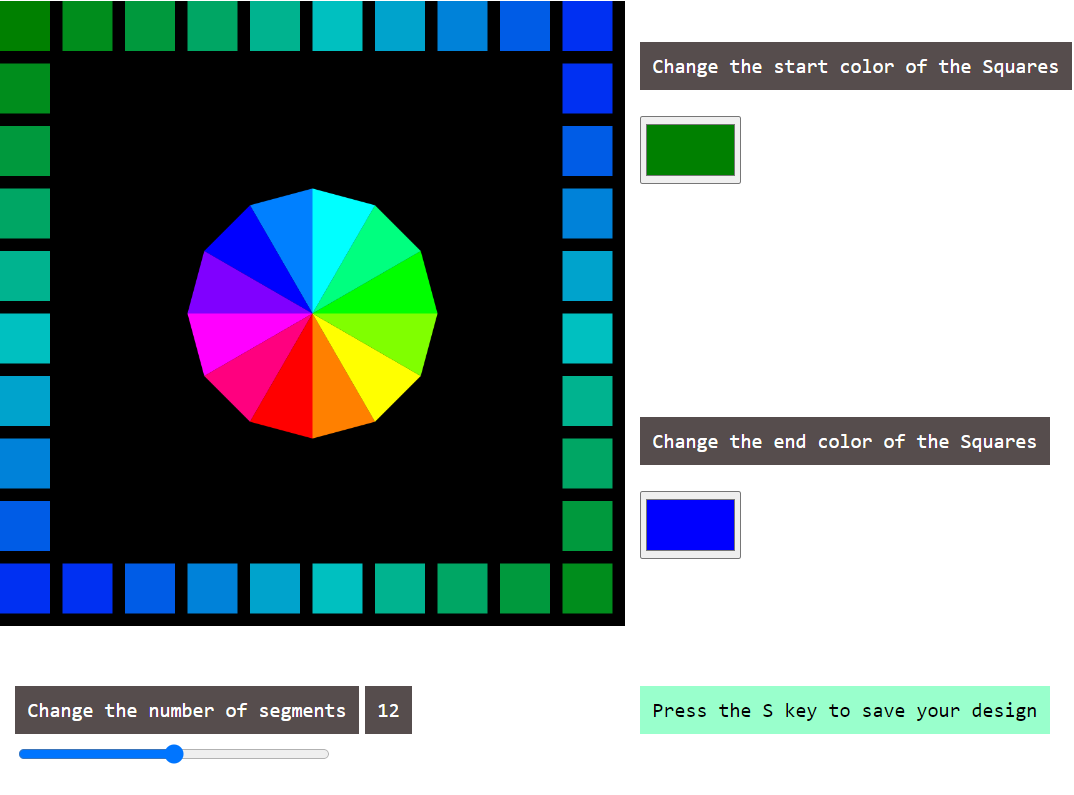 Change the start color of the Squares
Change the end color of the Squares
Change the number of segments 12
Press the S key to save your design